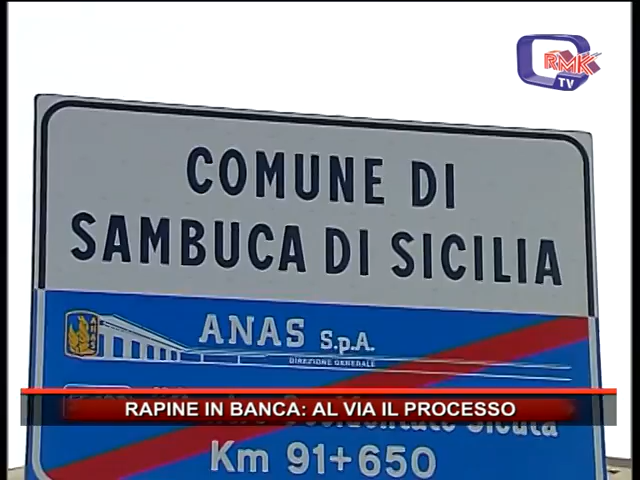 RMK
TV
COMUNE DI
SAMBUCA DI SICILIA
ANAS
ANAS S.p.A.
DIREZIONE GENERALE
RAPINE IN BANCA: AL VIA IL PROCESSO
Km 91+650